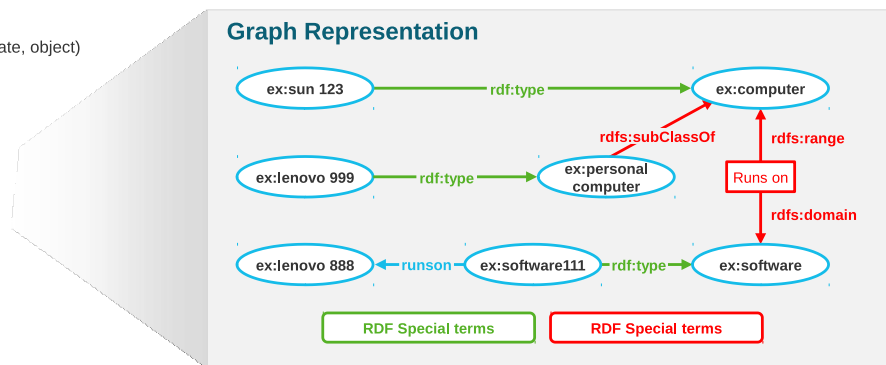 Graph Representation
ate, object)
ex:sun 123
rdf:type
ex:computer
rdfs:subClassOf
rdfs:range
ex:lenovo 999
rdf:type
ex:personal
computer
Runs on
rdfs:domain
ex:lenovo 888
runson
ex:software111
rdf:type
ex:software
RDF Special terms
RDF Special terms